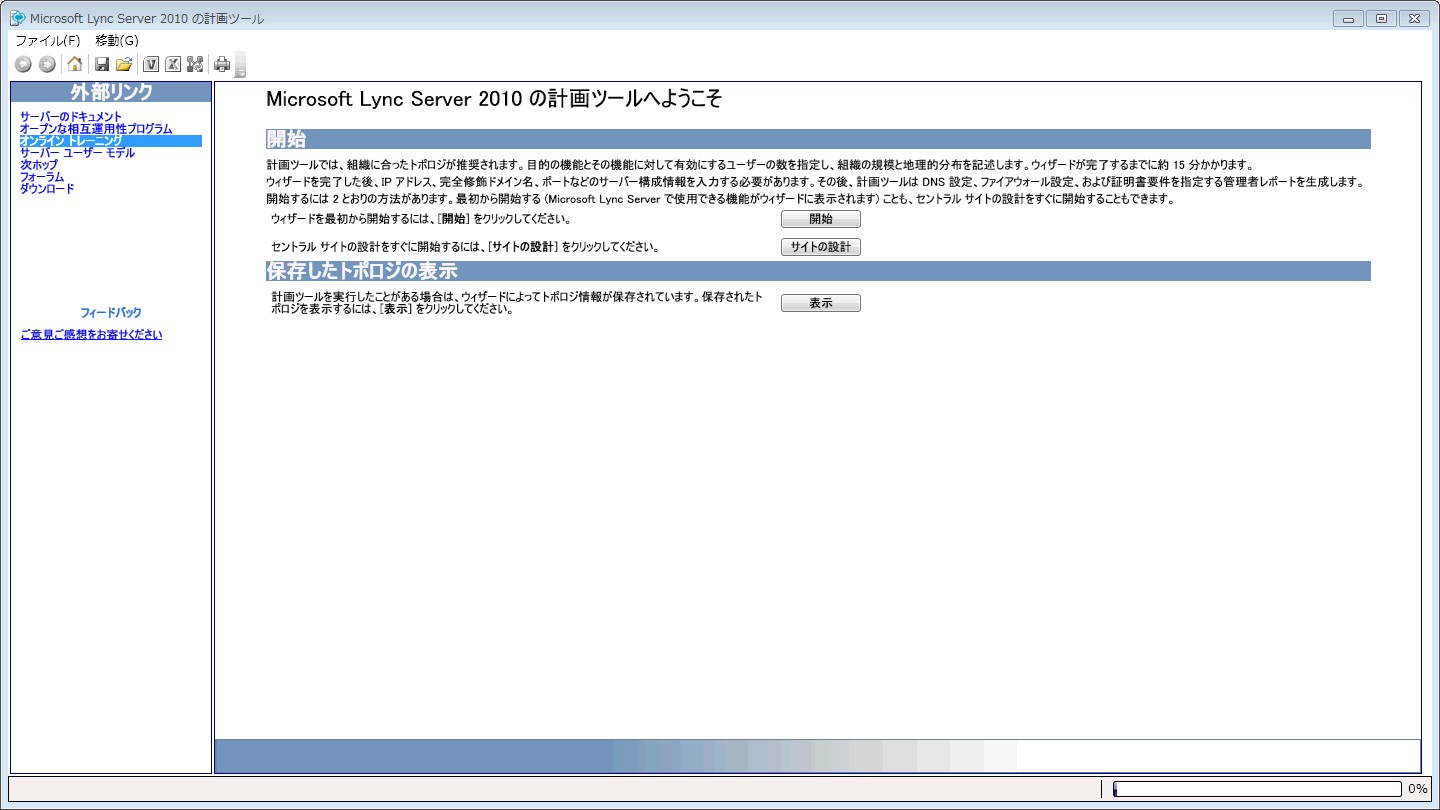 Microsoft Lync Server 2010 の計画ツール
ファイル(F) 移動(G)
外部リンク
サーバーのドキュメント
オープンな相互運用性プログラム
オンライン トレーニング
サーバー ユーザー モデル
次ホップ
フォーラム
ダウンロード
フィードバック
ご意見ご感想をお寄せください
Microsoft Lync Server 2010 の計画ツールへようこそ
開始
計画ツールでは、組織に合ったトポロジが推奨されます。目的の機能とその機能に対して有効にするユーザーの数を指定し、組織の規模と地理的分布を記述します。ウィザードが完了するまでに約 15 分かかります。
ウィザードを完了した後、IP アドレス、完全修飾ドメイン名、ポートなどのサーバー構成情報を入力する必要があります。その後、計画ツールは DNS 設定、ファイアウォール設定、および証明書要件を指定する管理者レポートを生成します。
開始するには 2 とおりの方法があります。最初から開始する (Microsoft Lync Server で使用できる機能がウィザードに表示されます) ことも、セントラル サイトの設計をすぐに開始することもできます。
ウィザードを最初から開始するには、[開始] をクリックしてください。
開始
セントラル サイトの設計をすぐに開始するには、[サイトの設計] をクリックしてください。
サイトの設計
保存したトポロジの表示
計画ツールを実行したことがある場合は、ウィザードによってトポロジ情報が保存されています。保存されたト
ポロジを表示するには、[表示] をクリックしてください。
表示
0%